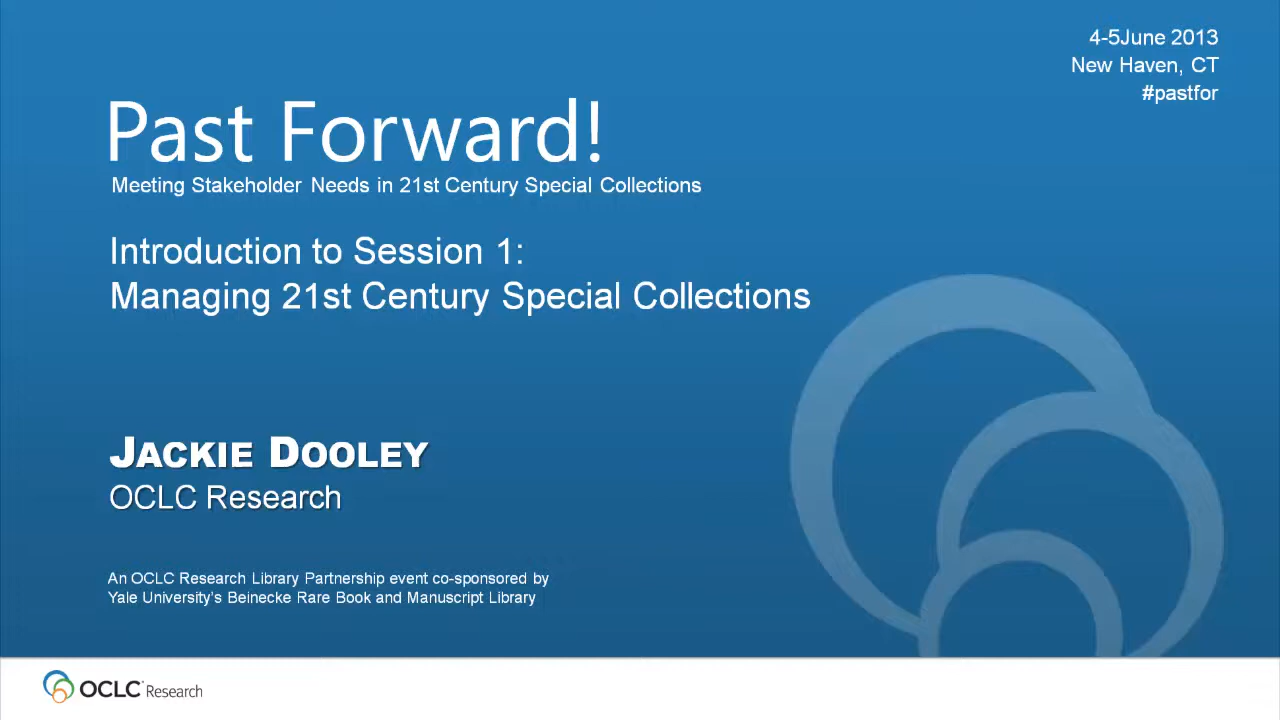 4-5June 2013
New Haven, CT
#pastfor
Past Forward!
Meeting Stakeholder Needs in 21st Century Special Collections
Introduction to Session 1:
Managing 21st Century Special Collections
JACKIE DOOLEY
OCLC Research
An OCLC Research Library Partnership event co-sponsored by
Yale University's Beinecke Rare Book and Manuscript Library
OCLC Research